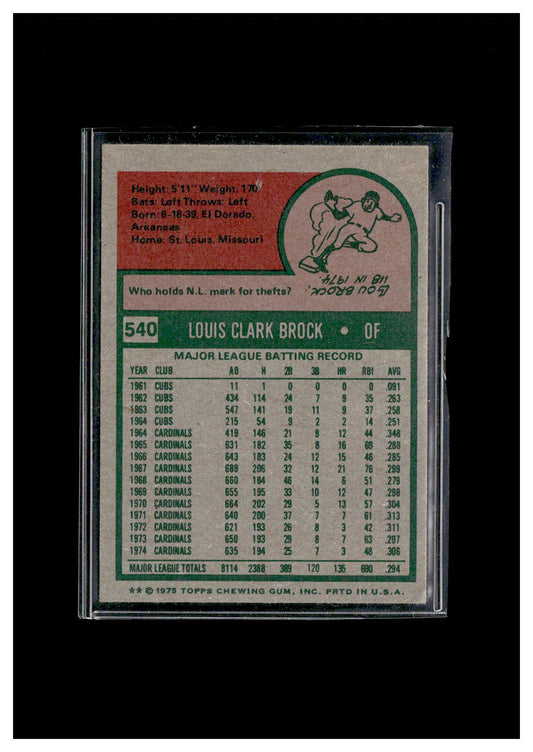 Height: 5'11" Weight: 170
Bats: Left Throws: Left
Born: 6-18-39, El Dorado,
Arkansas
Home: St. Louis, Missouri
Who holds N.L. mark for thefts?
LOU BROCK,
118 IN 1974.
540 LOUIS CLARK BROCK • OF
MAJOR LEAGUE BATTING RECORD
YEAR CLUB AB H 2B 3B HR RBI AVG
1961 CUBS 11 1 0 0 0 0 .091
1962 CUBS 434 114 24 7 9 35 .263
1963 CUBS 547 141 19 11 9 37 .258
1964 CUBS 215 54 9 2 2 14 .251
1964 CARDINALS 419 146 21 9 12 44 .348
1965 CARDINALS 631 182 35 8 16 69 .288
1966 CARDINALS 643 183 24 12 15 46 .285
1967 CARDINALS 689 206 32 12 21 76 .299
1968 CARDINALS 660 184 46 14 6 51 .279
1969 CARDINALS 655 195 33 10 12 47 .298
1970 CARDINALS 664 202 29 5 13 57 .304
1971 CARDINALS 640 200 37 7 7 61 .313
1972 CARDINALS 621 193 26 8 3 42 .311
1973 CARDINALS 650 193 29 8 7 63 .297
1974 CARDINALS 635 194 25 7 3 48 .306
MAJOR LEAGUE TOTALS 8114 2388 389 120 135 690 .294
** © 1975 TOPPS CHEWING GUM, INC. PRTD IN U.S.A.